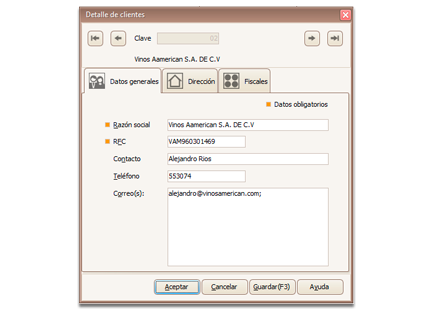 Detalle de clientes
Clave 02
Vinos Aamerican S.A. DE C.V
Datos generales Dirección Fiscales
Datos obligatorios
Razón social Vinos Aamerican S.A. DE C.V
RFC VAM960301469
Contacto Alejandro Rios
Teléfono 553074
Correo(s): alejandro@vinosamerican.com;
Aceptar Cancelar Guardar(F3) Ayuda